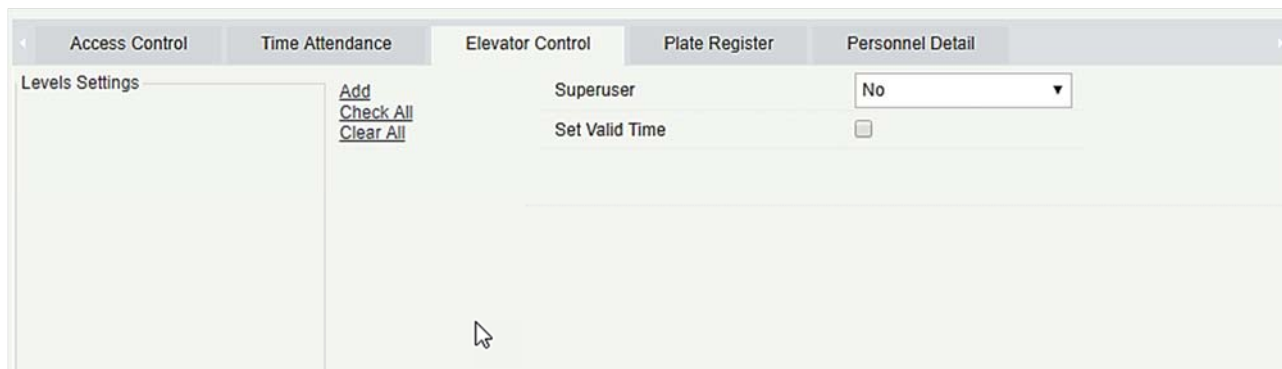 Access Control Time Attendance Elevator Control Plate Register Personnel Detail
Levels Settings
Add
Check All
Clear All
Superuser No
Set Valid Time